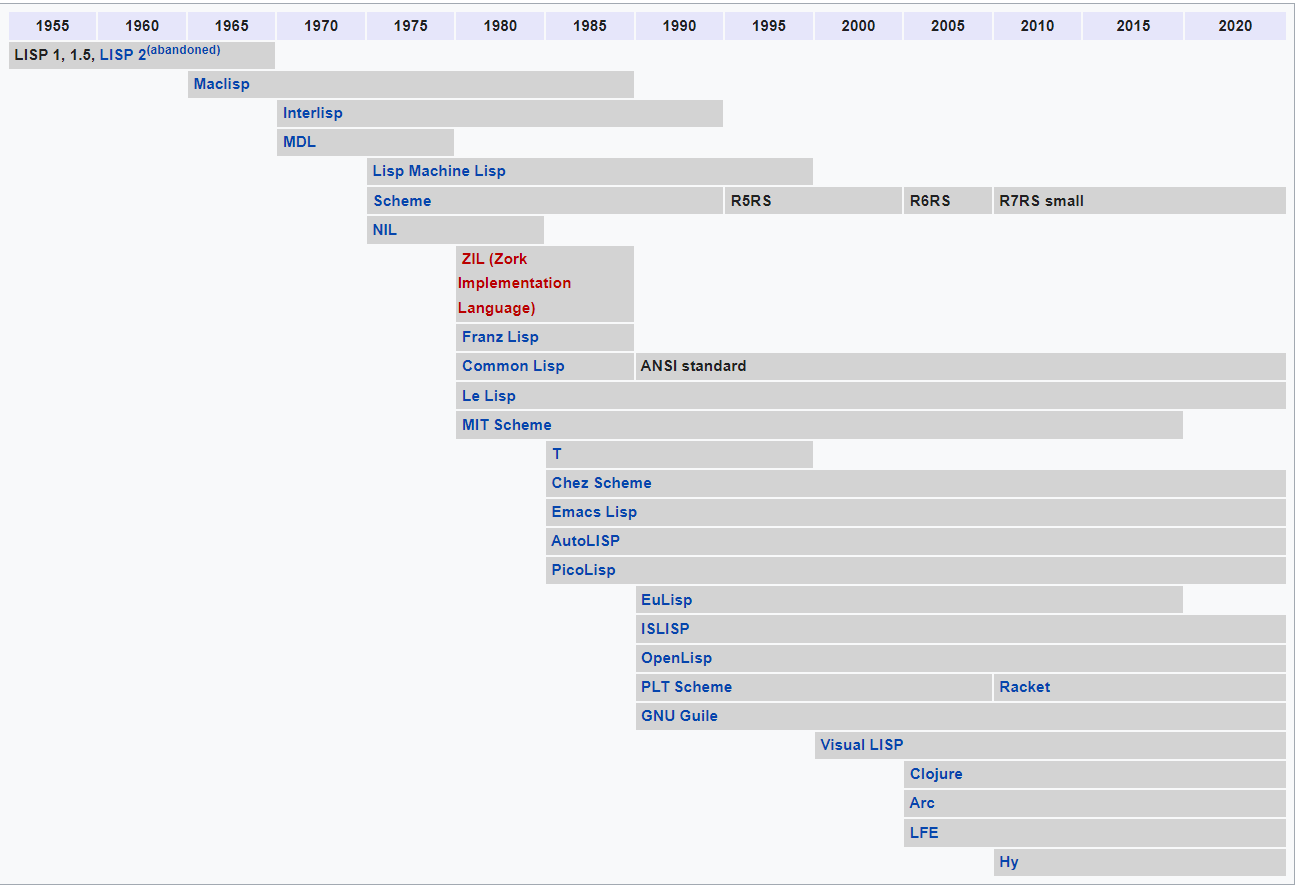 1955 1960 1965 1970 1975 1980 1985 1990 1995 2000 2005 2010 2015 2020
LISP 1, 1.5, LISP 2(abandoned)
Maclisp
Interlisp
MDL
Lisp Machine Lisp
Scheme R5RS R6RS R7RS small
NIL
ZIL (Zork
Implementation
Language)
Franz Lisp
Common Lisp ANSI standard
Le Lisp
MIT Scheme
T
Chez Scheme
Emacs Lisp
AutoLISP
PicoLisp
EuLisp
ISLISP
OpenLisp
PLT Scheme Racket
GNU Guile
Visual LISP
Clojure
Arc
LFE
Hy